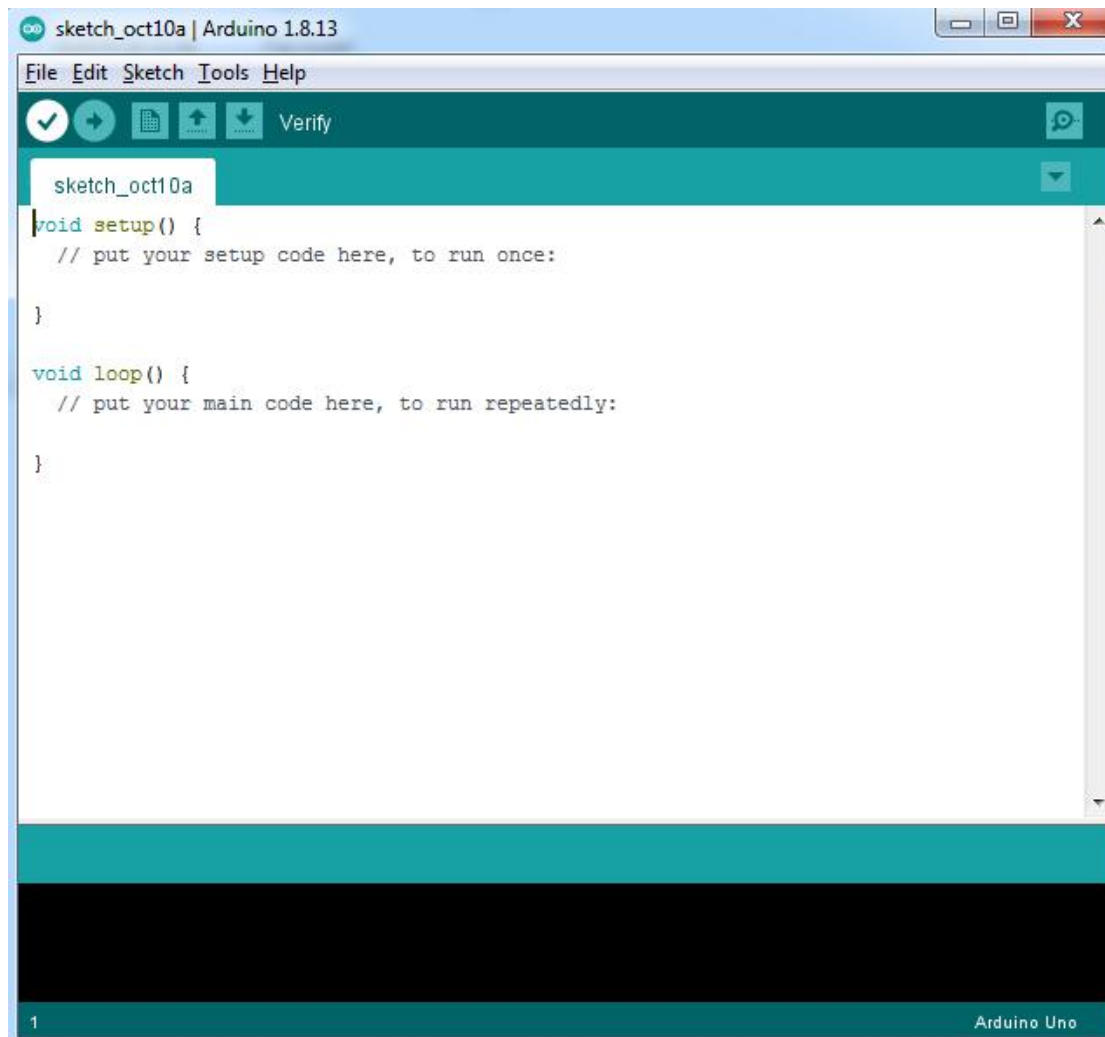 sketch_oct10a | Arduino 1.8.13
File Edit Sketch Tools Help
Verify
sketch_oct10a
void setup() {
  // put your setup code here, to run once:
}
void loop() {
  // put your main code here, to run repeatedly:
}
1 Arduino Uno